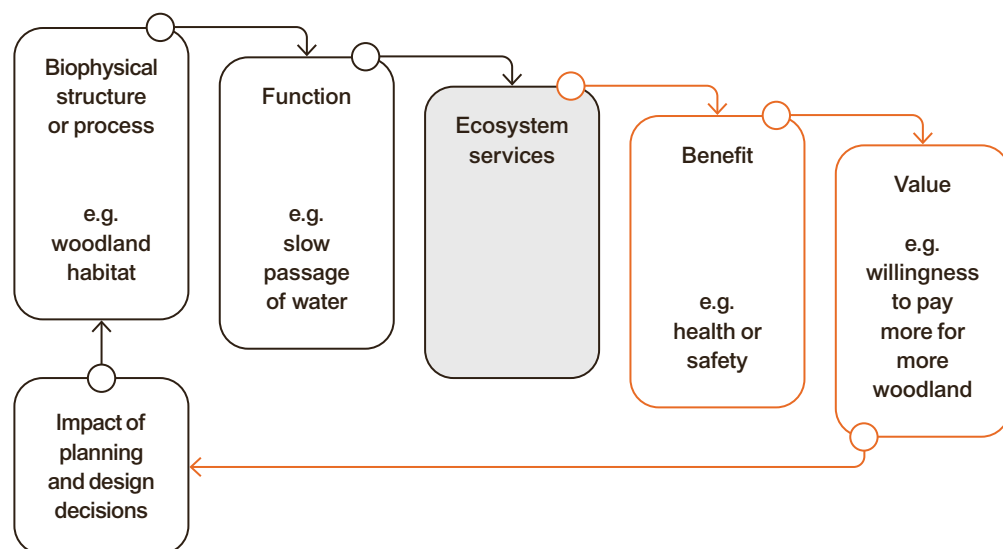 Biophysical
structure
or process
e.g.
woodland
habitat
Function
e.g.
slow
passage
of water
Ecosystem
services
Benefit
e.g.
health or
safety
Value
e.g.
willingness
to pay
more for
more
woodland
Impact of
planning
and design
decisions